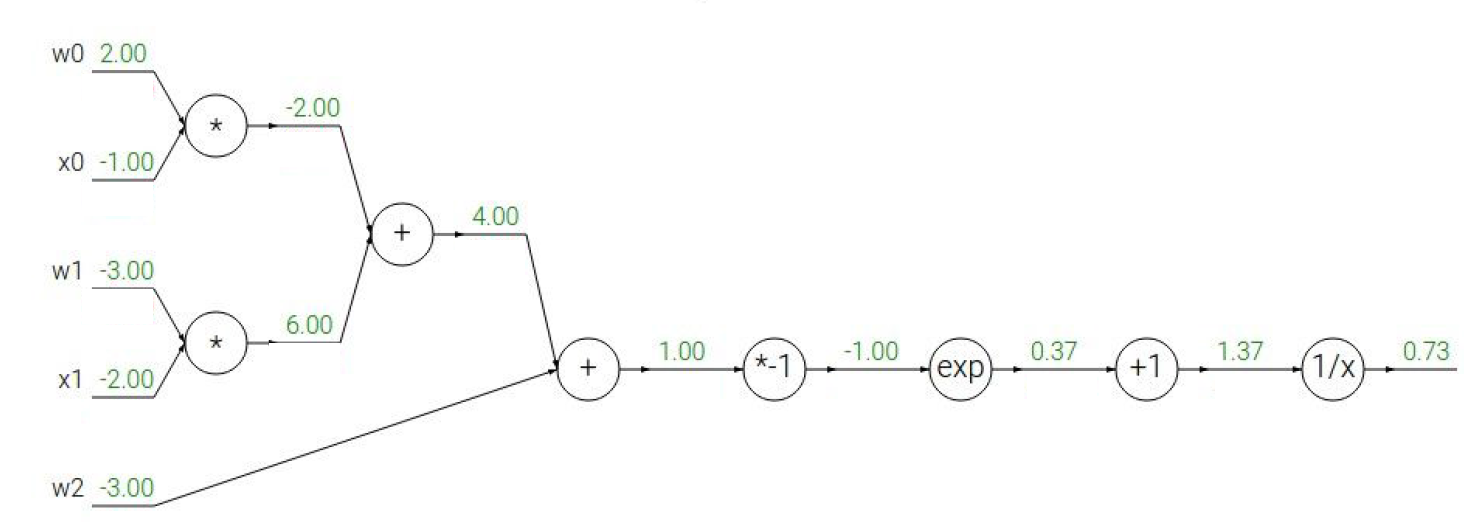 w0 2.00
-2.00
*
x0 -1.00
4.00
+
w1 -3.00
6.00
*
x1 -2.00
+ 1.00 *-1 -1.00 exp 0.37 +1 1.37 1/x 0.73
w2 -3.00